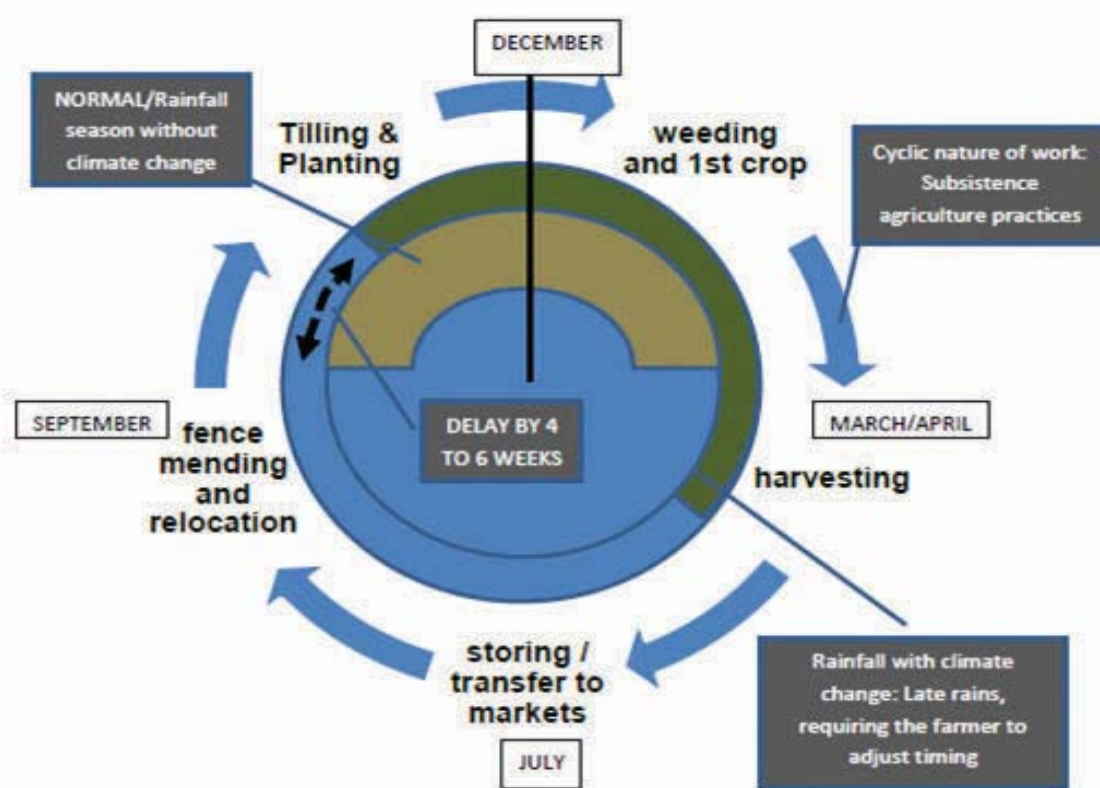 DECEMBER
NORMAL/Rainfall
season without
climate change
Tilling &
Planting
weeding
and 1st crop
Cyclic nature of work:
Subsistence
agriculture practices
SEPTEMBER
fence
mending
and
relocation
DELAY BY 4
TO 6 WEEKS
MARCH/APRIL
harvesting
storing /
transfer to
markets
JULY
Rainfall with climate
change: Late rains,
requiring the farmer to
adjust timing